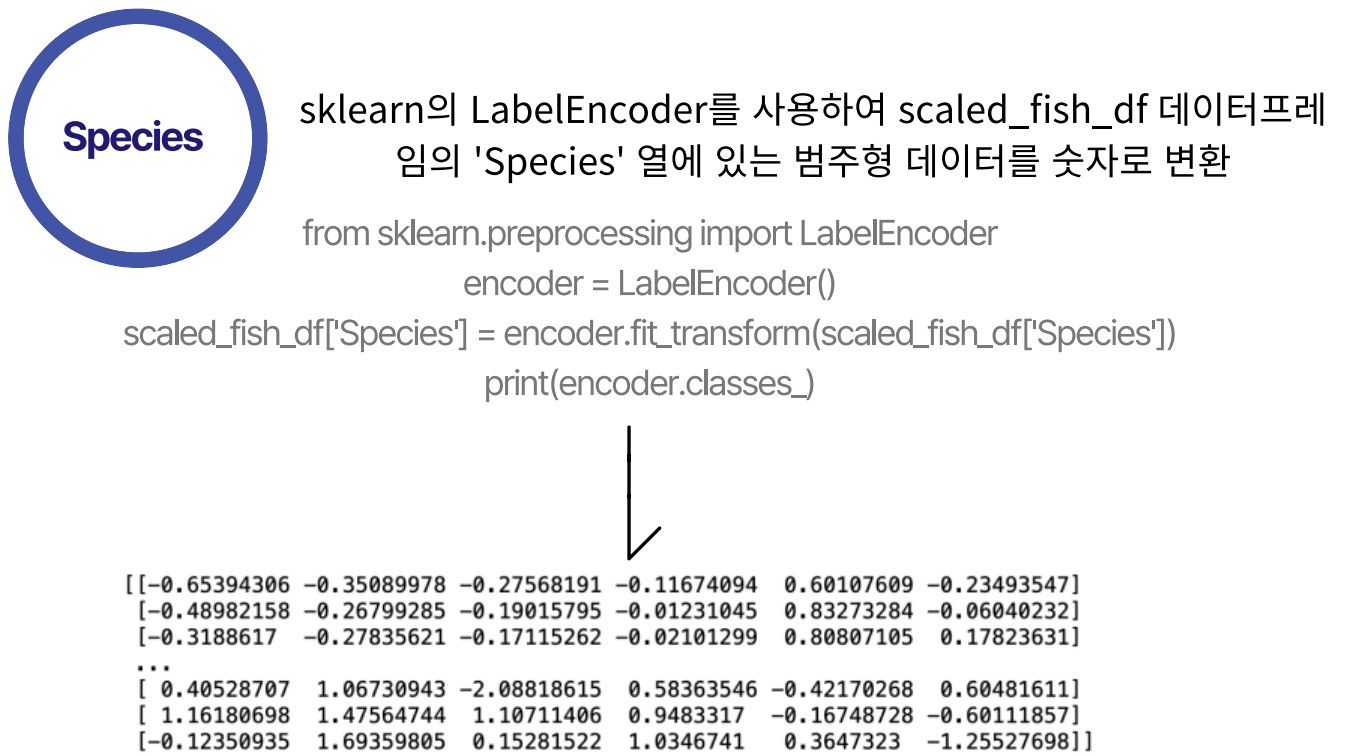 Species
sklearn의 LabelEncoder를 사용하여 scaled_fish_df 데이터프레
임의 'Species' 열에 있는 범주형 데이터를 숫자로 변환
from sklearn.preprocessing import LabelEncoder
encoder = LabelEncoder()
scaled_fish_df['Species'] = encoder.fit_transform(scaled_fish_df['Species'])
print(encoder.classes_)
[[-0.65394306 -0.35089978 -0.27568191 -0.11674094  0.60107609 -0.23493547]
[-0.48982158 -0.26799285 -0.19015795 -0.01231045  0.83273284 -0.06040232]
[-0.3188617  -0.27835621 -0.17115262 -0.02101299  0.80807105  0.17823631]
...
[ 0.40528707  1.06730943 -2.08818615  0.58363546 -0.42170268  0.60481611]
[ 1.16180698  1.47564744  1.10711406  0.9483317  -0.16748728 -0.60111857]
[-0.12350935  1.69359805  0.15281522  1.0346741   0.3647323  -1.25527698]]